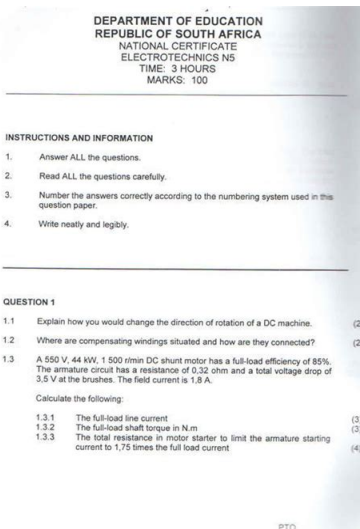 DEPARTMENT OF EDUCATION
REPUBLIC OF SOUTH AFRICA
NATIONAL CERTIFICATE
ELECTROTECHNICS N5
TIME: 3 HOURS
MARKS: 100
INSTRUCTIONS AND INFORMATION
1. Answer ALL the questions.
2. Read ALL the questions carefully.
3. Number the answers correctly according to the numbering system used in this
question paper.
4. Write neatly and legibly.
QUESTION 1
1.1 Explain how you would change the direction of rotation of a DC machine. (2
1.2 Where are compensating windings situated and how are they connected? (2
1.3 A 550 V, 44 kW, 1 500 r/min DC shunt motor has a full-load efficiency of 85%.
The armature circuit has a resistance of 0,32 ohm and a total voltage drop of
3,5 V at the brushes. The field current is 1,8 A.
Calculate the following:
1.3.1 The full-load line current (3
1.3.2 The full-load shaft torque in N.m (3
1.3.3 The total resistance in motor starter to limit the armature starting
current to 1,75 times the full load current (4
PTO